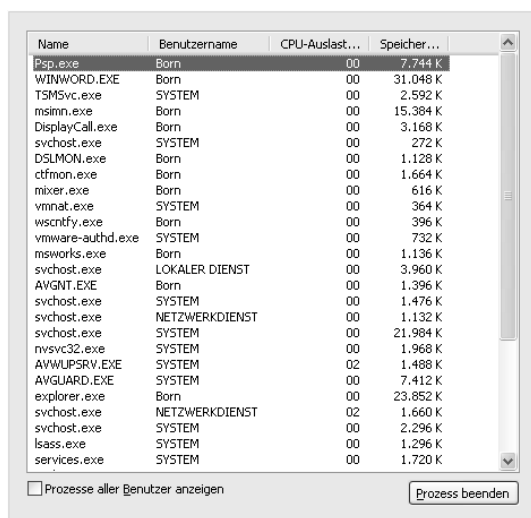 Name Benutzername CPU-Auslast... Speicher...
Psp.exe Born 00 7.744 K
WINWORD.EXE Born 00 31.048 K
TSMSvc.exe SYSTEM 00 2.592 K
msimn.exe Born 00 15.384 K
DisplayCall.exe Born 00 3.168 K
svchost.exe SYSTEM 00 272 K
DSLMON.exe Born 00 1.128 K
ctfmon.exe Born 00 1.664 K
mixer.exe Born 00 616 K
vmnat.exe SYSTEM 00 364 K
wscntfy.exe Born 00 396 K
vmware-authd.exe SYSTEM 00 732 K
msworks.exe Born 00 1.136 K
svchost.exe LOKALER DIENST 00 3.960 K
AVGNT.EXE Born 00 1.396 K
svchost.exe SYSTEM 00 1.476 K
svchost.exe NETZWERKDIENST 00 1.132 K
svchost.exe SYSTEM 00 21.984 K
nvsvc32.exe SYSTEM 00 1.968 K
AVWUPSRV.EXE SYSTEM 02 1.488 K
AVGUARD.EXE SYSTEM 00 7.412 K
explorer.exe Born 00 23.852 K
svchost.exe NETZWERKDIENST 02 1.660 K
svchost.exe SYSTEM 00 2.296 K
lsass.exe SYSTEM 00 1.296 K
services.exe SYSTEM 00 1.720 K
Prozesse aller Benutzer anzeigen Prozess beenden